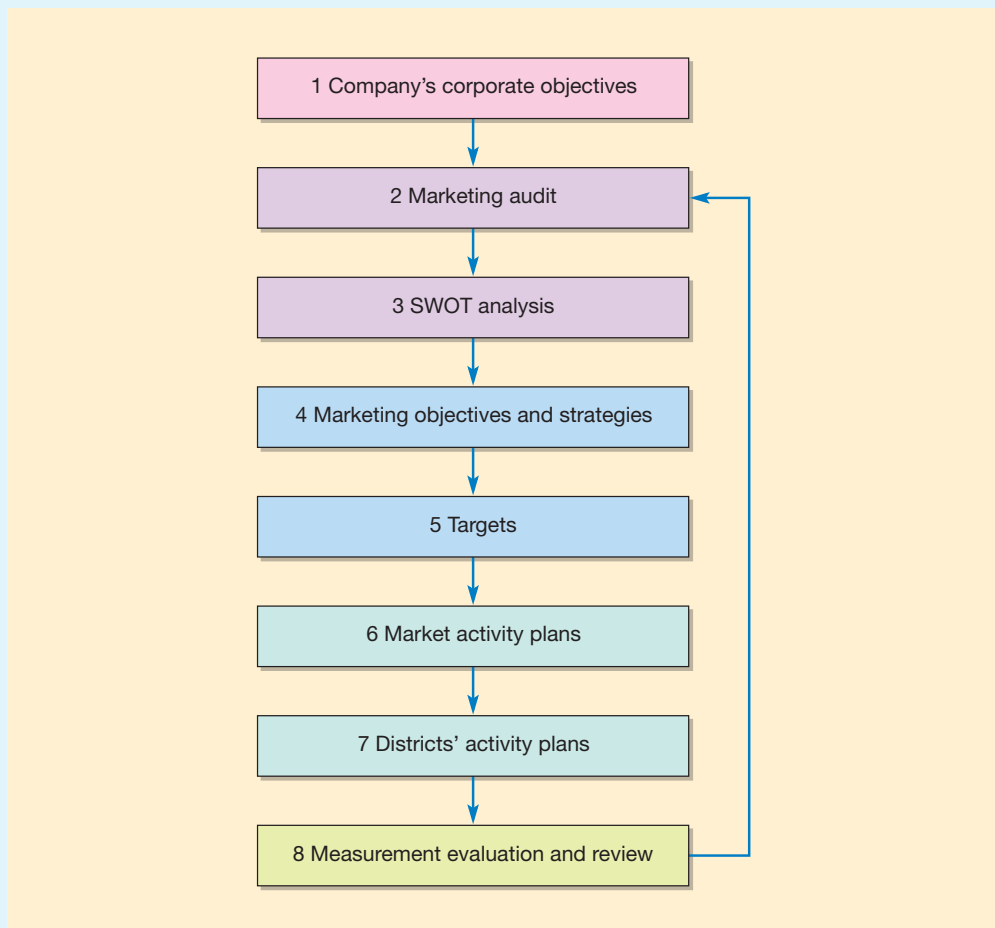 1 Company’s corporate objectives
2 Marketing audit
3 SWOT analysis
4 Marketing objectives and strategies
5 Targets
6 Market activity plans
7 Districts’ activity plans
8 Measurement evaluation and review